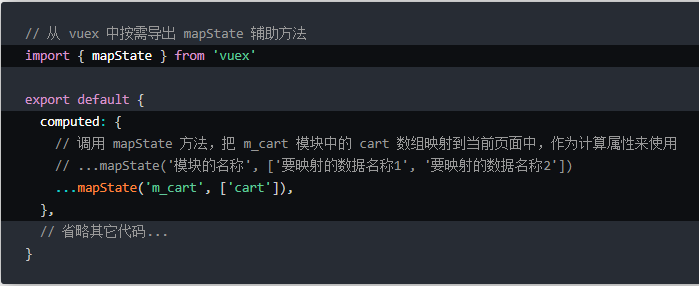 // 从 vuex 中按需导出 mapState 辅助方法
import { mapState } from 'vuex'
export default {
computed: {
// 调用 mapState 方法，把 m_cart 模块中的 cart 数组映射到当前页面中，作为计算属性来使用
// ...mapState('模块的名称', ['要映射的数据名称1', '要映射的数据名称2'])
...mapState('m_cart', ['cart']),
},
// 省略其它代码...
}